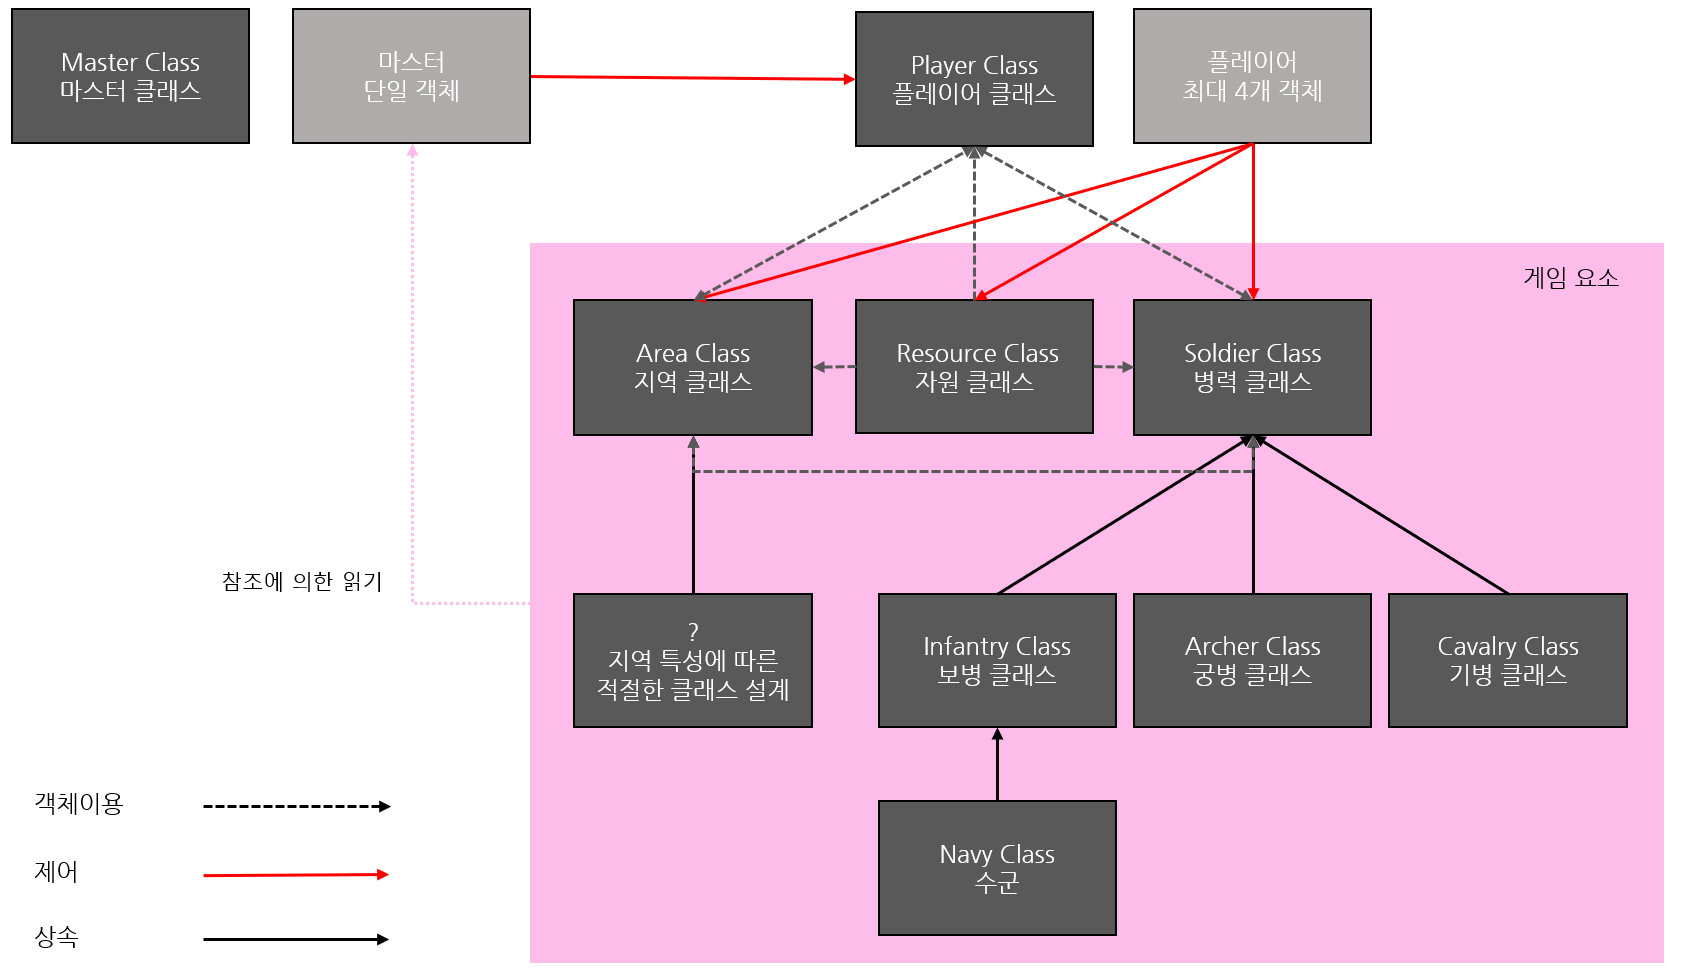 Master Class
마스터 클래스
마스터
단일 객체
Player Class
플레이어 클래스
플레이어
최대 4개 객체
게임 요소
Area Class
지역 클래스
Resource Class
자원 클래스
Soldier Class
병력 클래스
참조에 의한 읽기
?
지역 특성에 따른
적절한 클래스 설계
Infantry Class
보병 클래스
Archer Class
궁병 클래스
Cavalry Class
기병 클래스
Navy Class
수군
객체이용
제어
상속